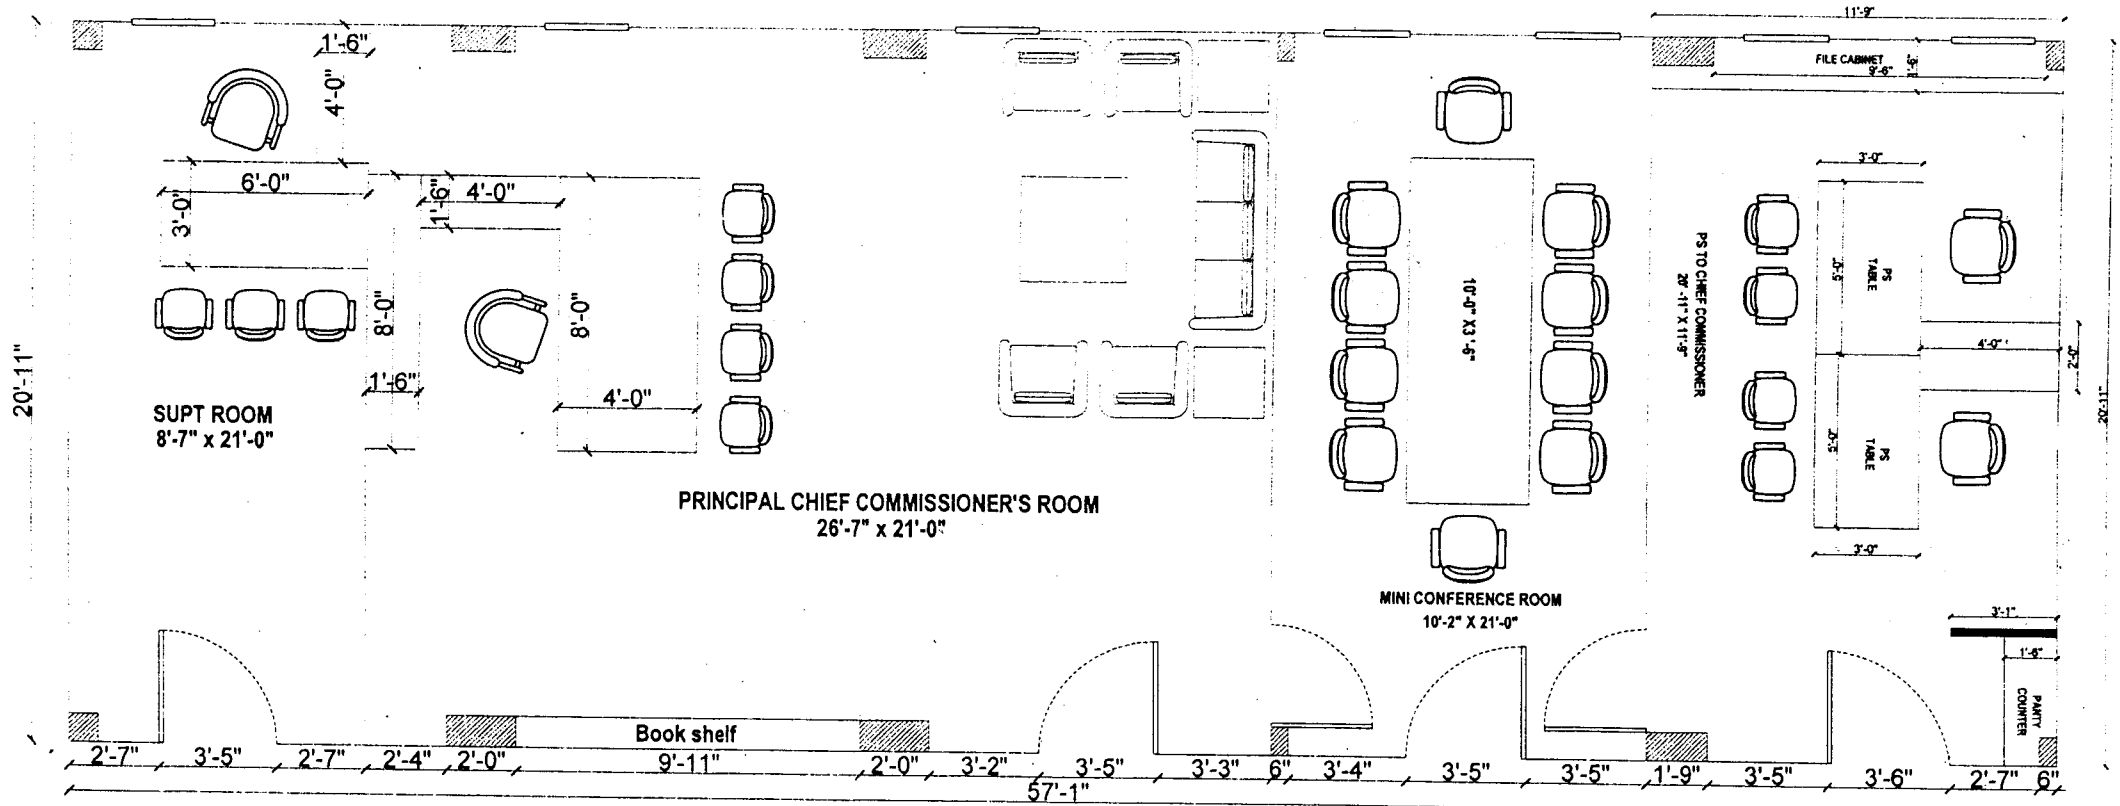 11'-9"
1'-6"
4'-0"
FILE CABINET
9'-6"
1'-6"
6'-0"
3'-0"
1'-6"
4'-0"
8'-0"
8'-0"
1'-6"
4'-0"
SUPT ROOM
8'-7" x 21'-0"
20'-11"
PRINCIPAL CHIEF COMMISSIONER'S ROOM
26'-7" x 21'-0"
10'-0" X3'-6"
MINI CONFERENCE ROOM
10'-2" X 21'-0"
PS TO CHIEF COMMISSIONER
20'-11" X 11'-9"
3'-0"
5'-0"
PS
TABLE
4'-0"
2'-0"
5'-0"
PS
TABLE
3'-0"
20'-11"
3'-1"
1'-6"
PANTY
COUNTER
Book shelf
2'-7" 3'-5" 2'-7" 2'-4" 2'-0" 9'-11" 2'-0" 3'-2" 3'-5" 3'-3" 6" 3'-4" 3'-5" 3'-5" 1'-9" 3'-5" 3'-6" 2'-7" 6"
57'-1"